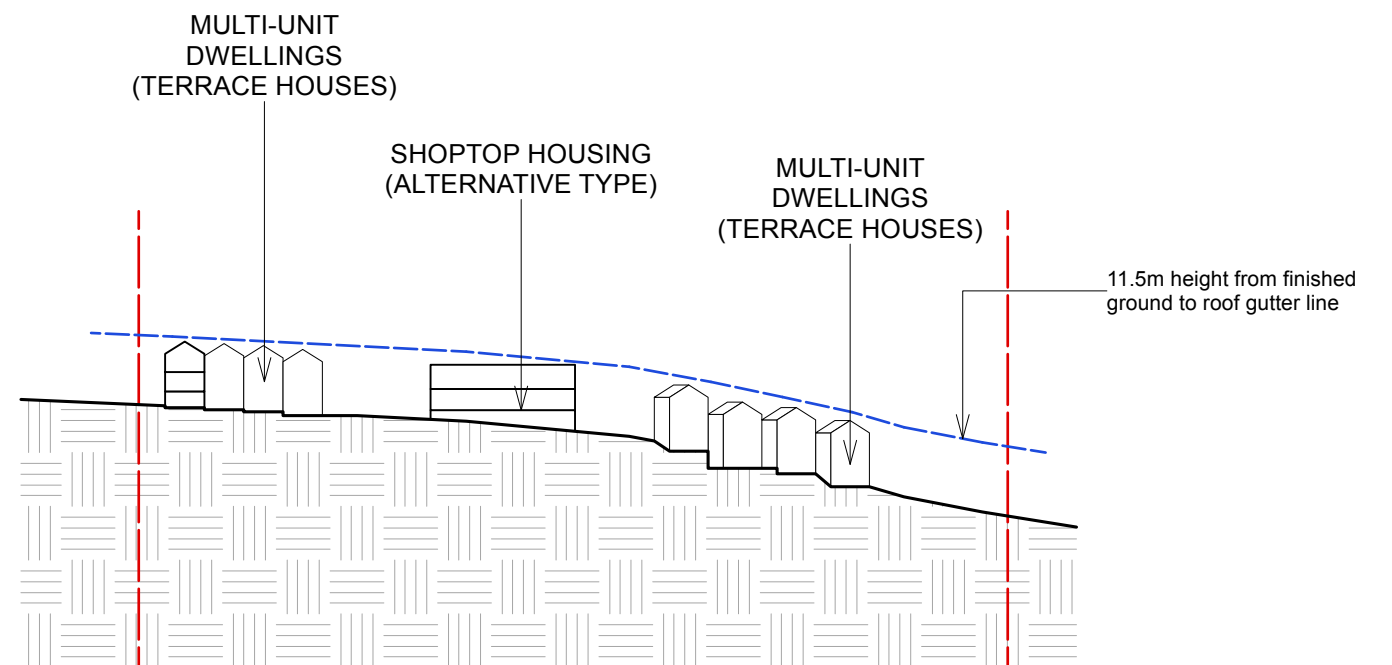 MULTI-UNIT
DWELLINGS
(TERRACE HOUSES)
SHOPTOP HOUSING
(ALTERNATIVE TYPE)
MULTI-UNIT
DWELLINGS
(TERRACE HOUSES)
11.5m height from finished
ground to roof gutter line